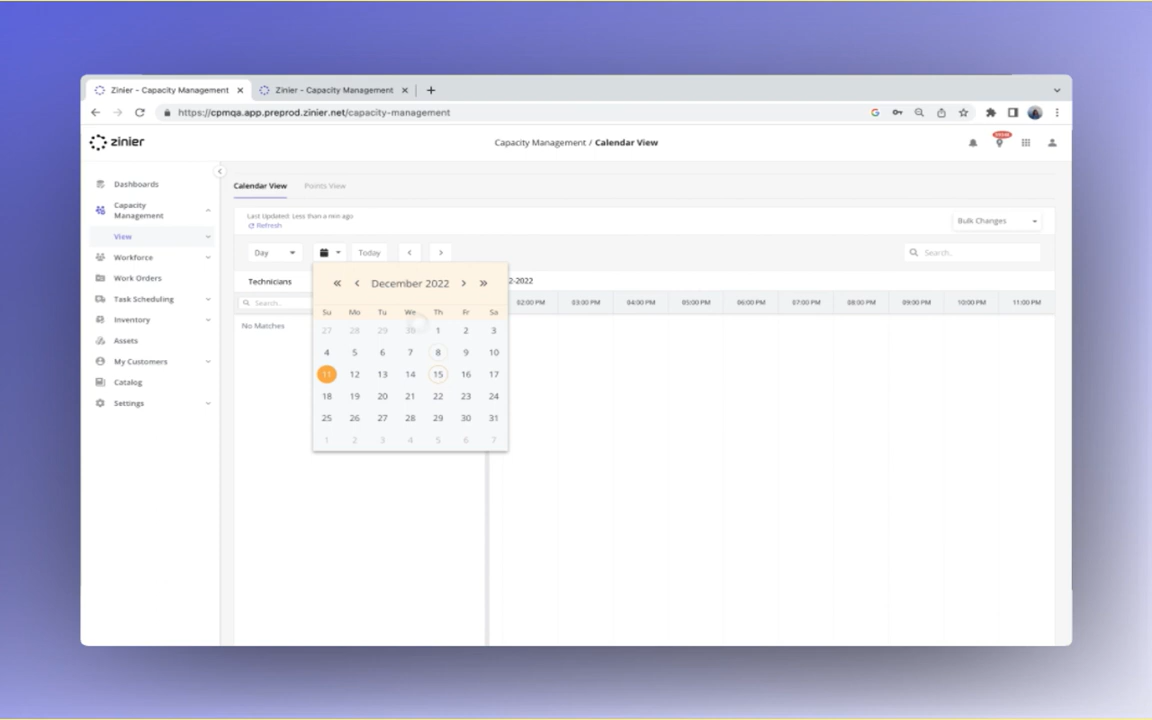 Zinier - Capacity Management
Zinier - Capacity Management
https://cpmqa.app.preprod.zinier.net/capacity-management
zinier
Capacity Management / Calendar View
Dashboards
Capacity
Management
View
Workforce
Work Orders
Task Scheduling
Inventory
Assets
My Customers
Catalog
Settings
Calendar View Points View
Last Updated: Less than a min ago
Refresh
Bulk Changes
Day Today Search.
Technicians
2-2022
Search.
No Matches
02:00 PM 03:00 PM 04:00 PM 05:00 PM 06:00 PM 07:00 PM 08:00 PM 09:00 PM 10:00 PM 11:00 PM
December 2022
Su Mo Tu We Th Fr Sa
27 28 29 30 1 2 3
4 5 6 7 8 9 10
11 12 13 14 15 16 17
18 19 20 21 22 23 24
25 26 27 28 29 30 31
1 2 3 4 5 6 7